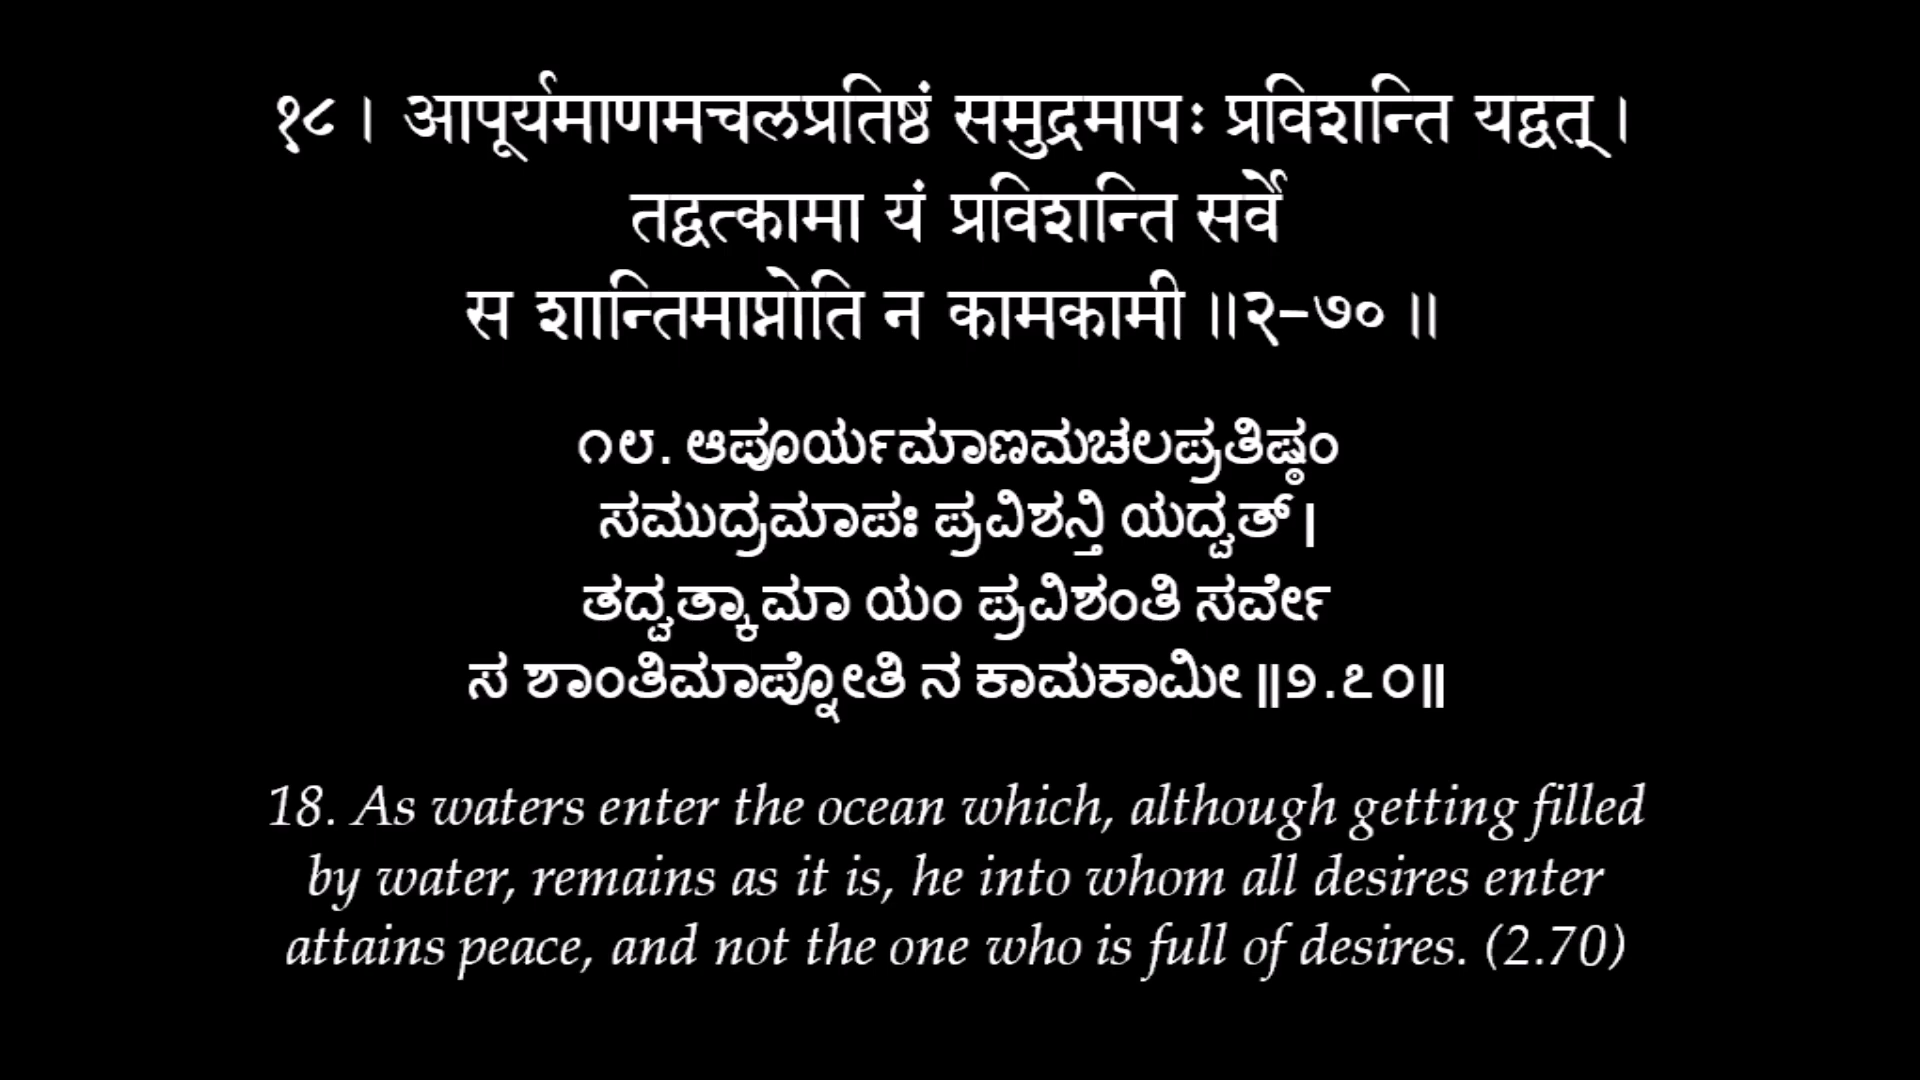 १८ । आपूर्यमाणमचलप्रतिष्ठं समुद्रमापः प्रविशन्ति यद्वत् ।
तद्वत्कामा यं प्रविशन्ति सर्वे
स शान्तिमाप्नोति न कामकामी ॥२-७० ॥
೧೮. ಆಪೂರ್ಯಮಾಣಮಚಲಪ್ರತಿಷ್ಠಂ
ಸಮುದ್ರಮಾಪಃ ಪ್ರವಿಶನ್ತಿ ಯದ್ವತ್ |
ತದ್ವತ್ಕಾಮಾ ಯಂ ಪ್ರವಿಶಂತಿ ಸರ್ವೇ
ಸ ಶಾಂತಿಮಾಪ್ನೋತಿ ನ ಕಾಮಕಾಮೀ ||೨.೭೦||
18. As waters enter the ocean which, although getting filled
by water, remains as it is, he into whom all desires enter
attains peace, and not the one who is full of desires. (2.70)